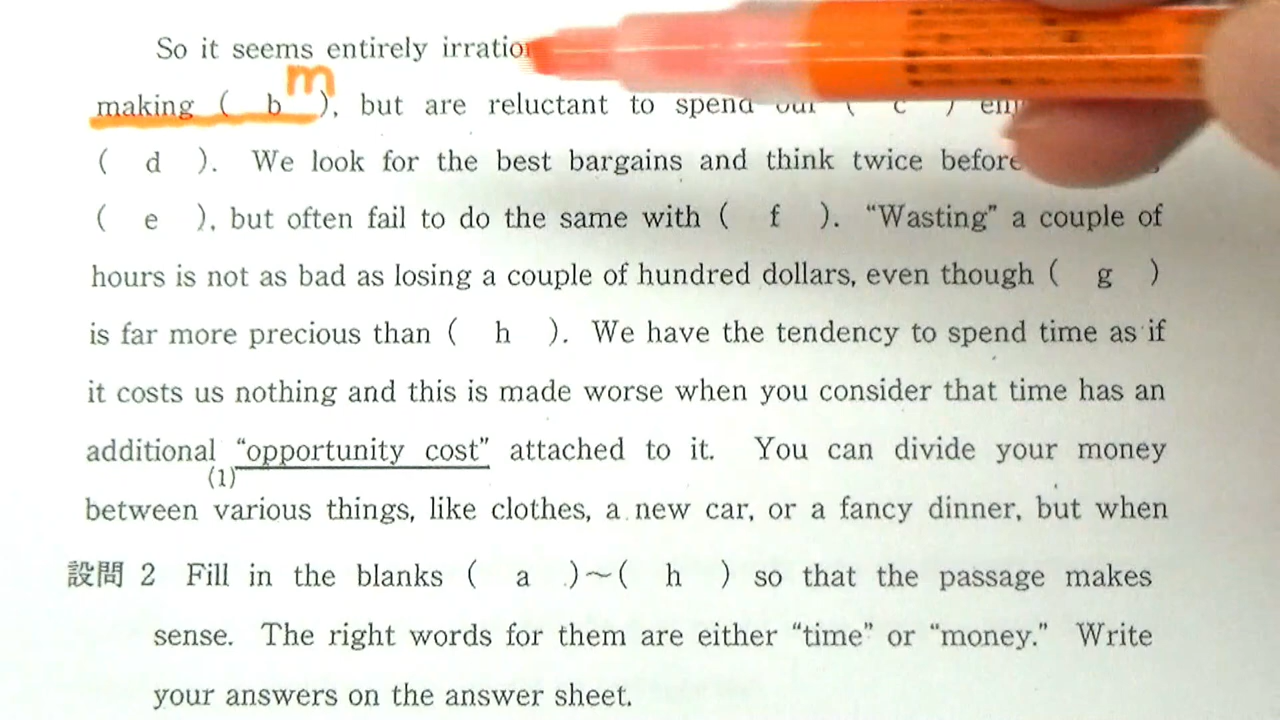 So it seems entirely
m
making ( b ), but are reluctant to spend our ( c )
( d ). We look for the best bargains and think twice before
( e ), but often fail to do the same with ( f ). “Wasting” a couple of
hours is not as bad as losing a couple of hundred dollars, even though ( g )
is far more precious than ( h ). We have the tendency to spend time as if
it costs us nothing and this is made worse when you consider that time has an
additional “opportunity cost” attached to it. You can divide your money
(1)
between various things, like clothes, a new car, or a fancy dinner, but when
設問 2 Fill in the blanks ( a )～( h ) so that the passage makes
sense. The right words for them are either “time” or “money.” Write
your answers on the answer sheet.